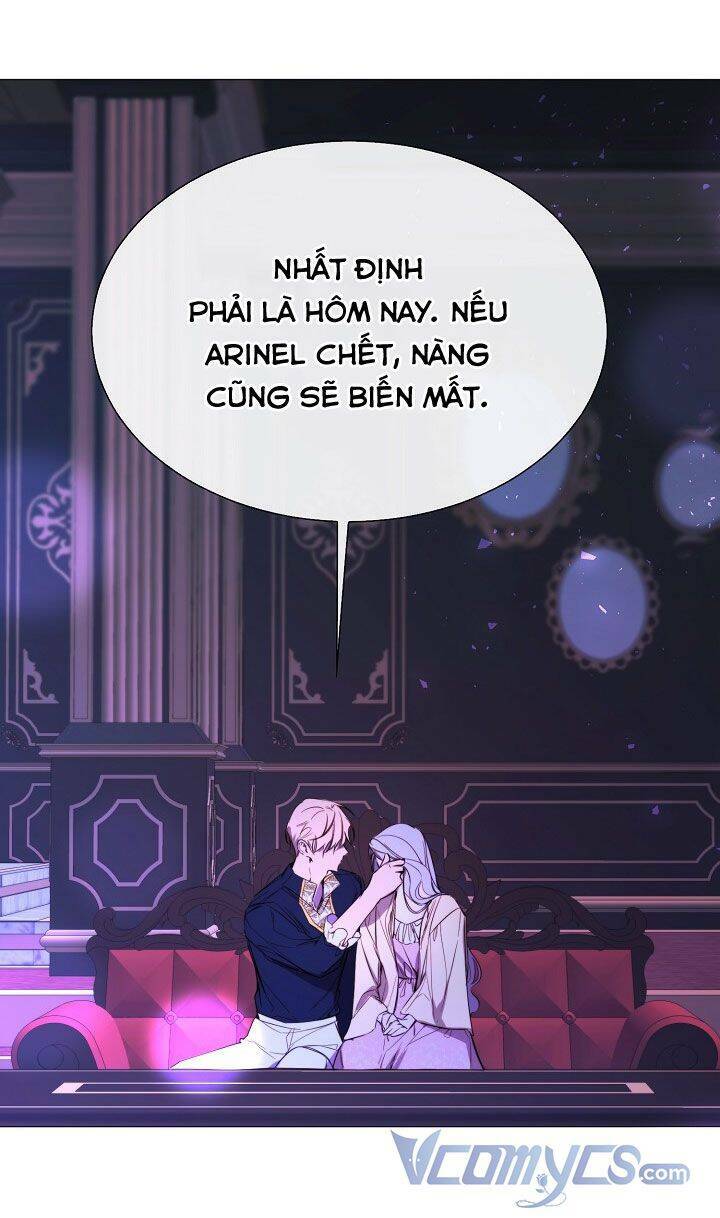 NHẤT ĐỊNH
PHẢI LÀ HÔM NAY. NẾU
ARINEL CHẾT, NÀNG
CŨNG SẼ BIẾN MẤT.
VCOMYCS.com